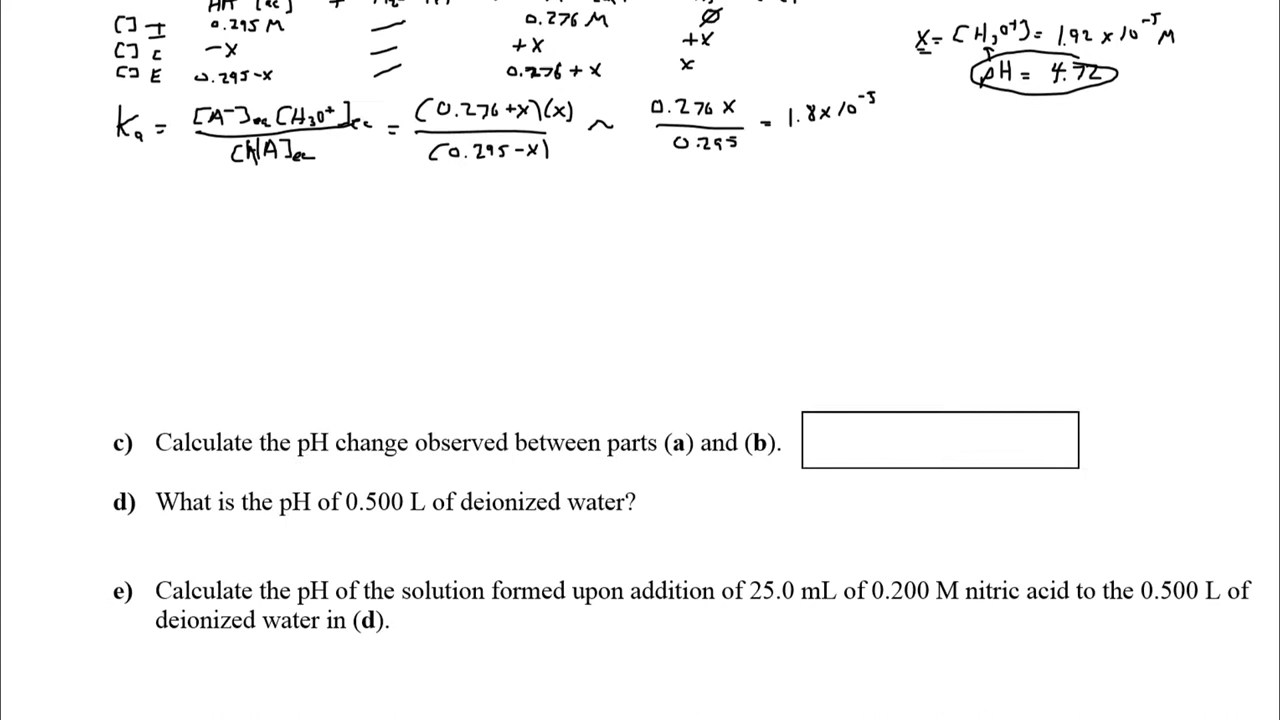 [] I 0.295 M — 0.276 M ∅
[] C -x — +x +x
[] E 0.295-x — 0.276+x x
x = [H3O+] = 1.92 x 10^-5 M
pH = 4.72
Ka = [A-]eq [H3O+]eq / [HA]eq = (0.276+x)(x) / (0.295-x) ~ 0.276 x / 0.295 = 1.8x10^-5
c) Calculate the pH change observed between parts (a) and (b).
d) What is the pH of 0.500 L of deionized water?
e) Calculate the pH of the solution formed upon addition of 25.0 mL of 0.200 M nitric acid to the 0.500 L of
deionized water in (d).